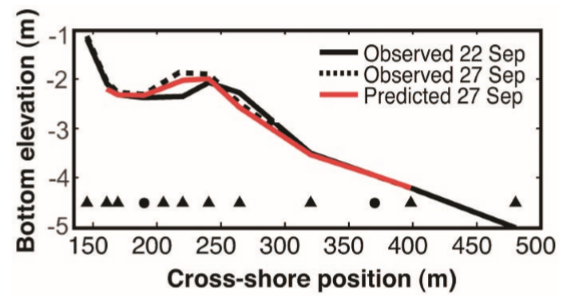 -1
-2
-3
-4
-5
Bottom elevation (m)
Observed 22 Sep
Observed 27 Sep
Predicted 27 Sep
150 200 250 300 350 400 450 500
Cross-shore position (m)